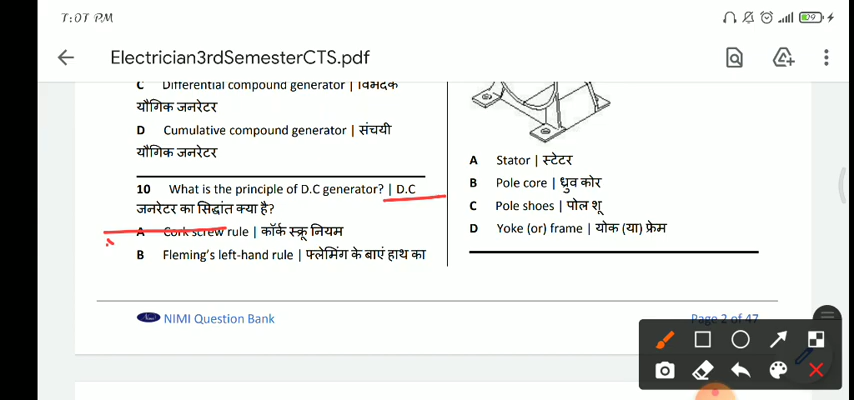 7:07 PM
29
Electrician3rdSemesterCTS.pdf
C Differential compound generator | विभेदक
यौगिक जनरेटर
D Cumulative compound generator | संचयी
यौगिक जनरेटर
10 What is the principle of D.C generator? | D.C
जनरेटर का सिद्धांत क्या है?
A Cork screw rule | कॉर्क स्क्रू नियम
B Fleming's left-hand rule | फ्लेमिंग के बाएं हाथ का
A Stator | स्टेटर
B Pole core | ध्रुव कोर
C Pole shoes | पोल शू
D Yoke (or) frame | योक (या) फ्रेम
NIMI Question Bank
Page 2 of 47